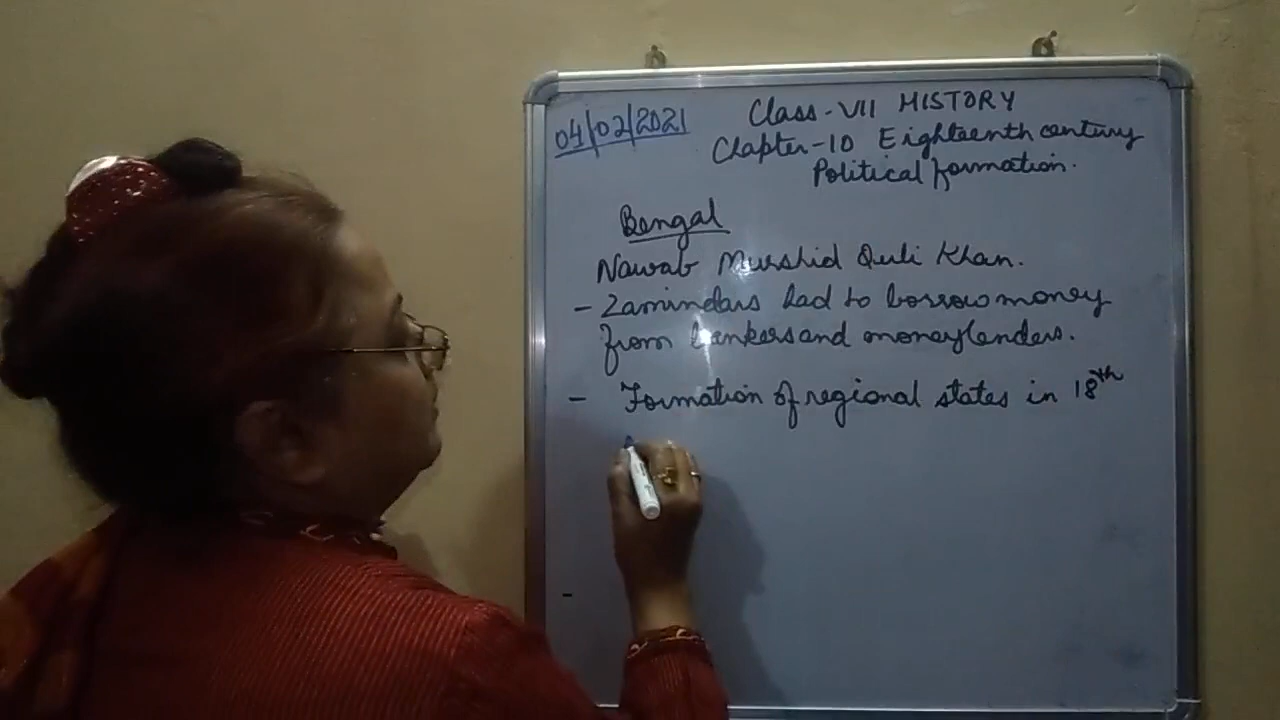 04/02/2021
Class-VII HISTORY
Chapter-10 Eighteenth century
Political formation.
Bengal
Nawab Murshid Quli Khan.
- Zamindars had to borrow money
from bankers and moneylenders.
- Formation of regional states in 18th